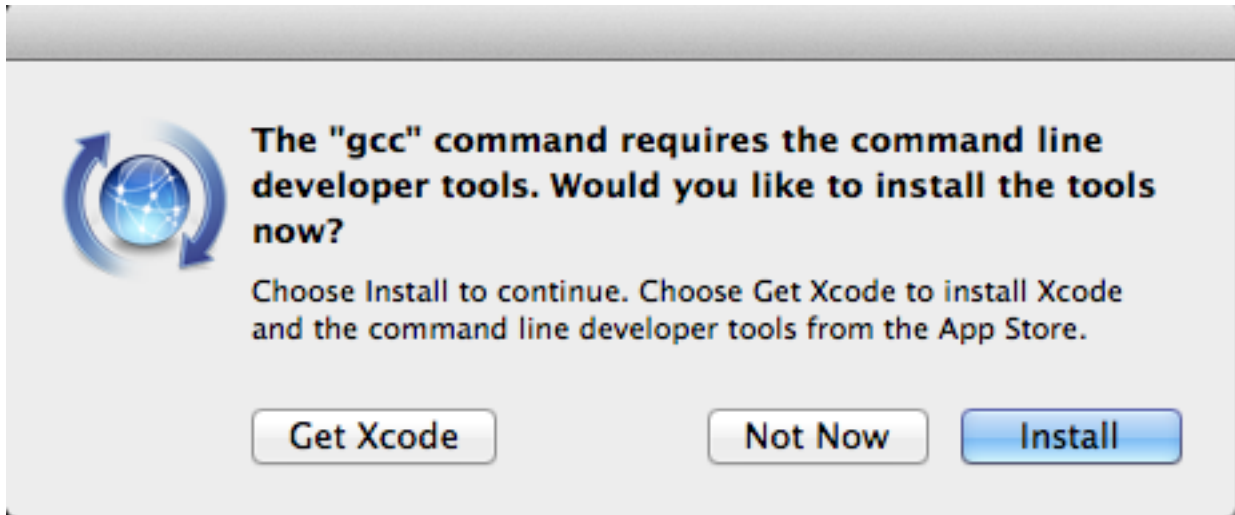 The "gcc" command requires the command line
developer tools. Would you like to install the tools
now?
Choose Install to continue. Choose Get Xcode to install Xcode
and the command line developer tools from the App Store.
Get Xcode
Not Now
Install